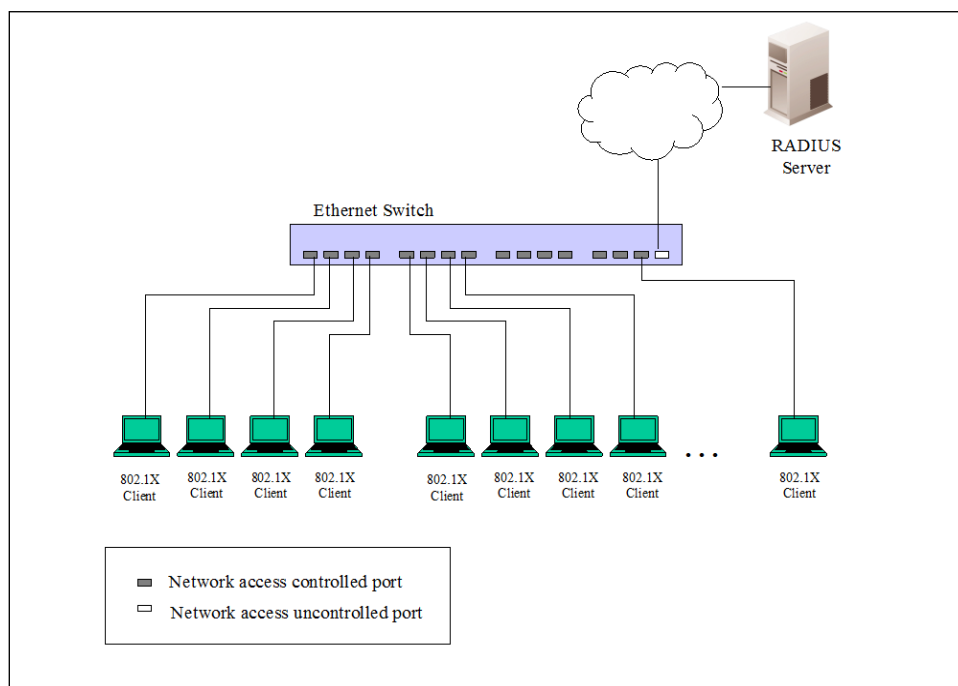 RADIUS
Server
Ethernet Switch
802.1X
Client
802.1X
Client
802.1X
Client
802.1X
Client
802.1X
Client
802.1X
Client
802.1X
Client
802.1X
Client
...
802.1X
Client
Network access controlled port
Network access uncontrolled port